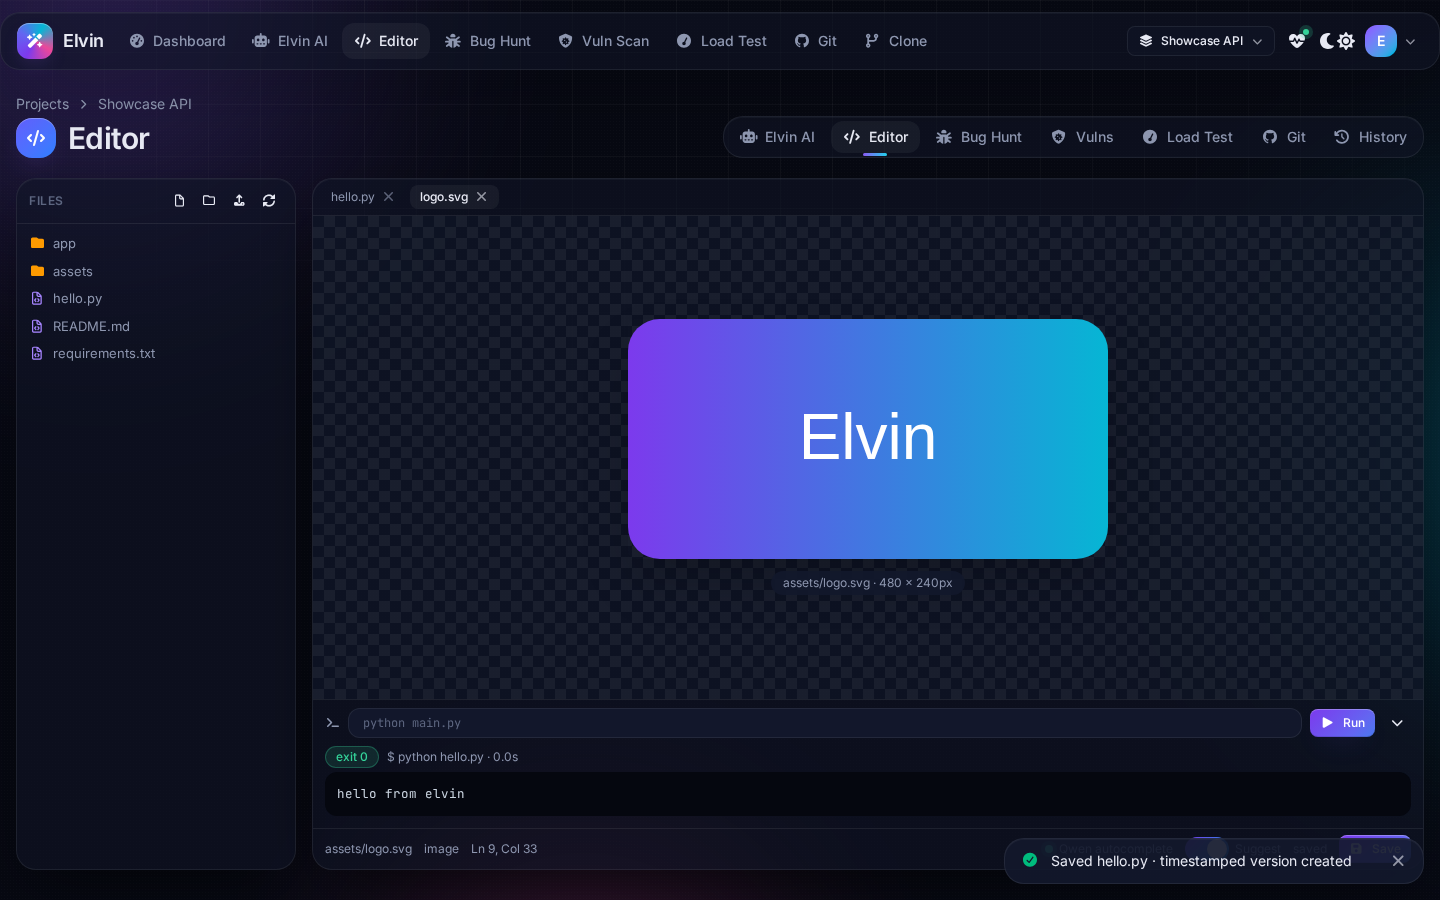 Elvin Dashboard Elvin AI Editor Bug Hunt Vuln Scan Load Test Git Clone Showcase API E
Projects Showcase API
Editor
Elvin AI Editor Bug Hunt Vulns Load Test Git History
FILES
app
assets
hello.py
README.md
requirements.txt
hello.py logo.svg
Elvin
assets/logo.svg · 480 × 240px
python main.py Run
exit 0 $ python hello.py · 0.0s
hello from elvin
assets/logo.svg image Ln 9, Col 33
Saved hello.py · timestamped version created